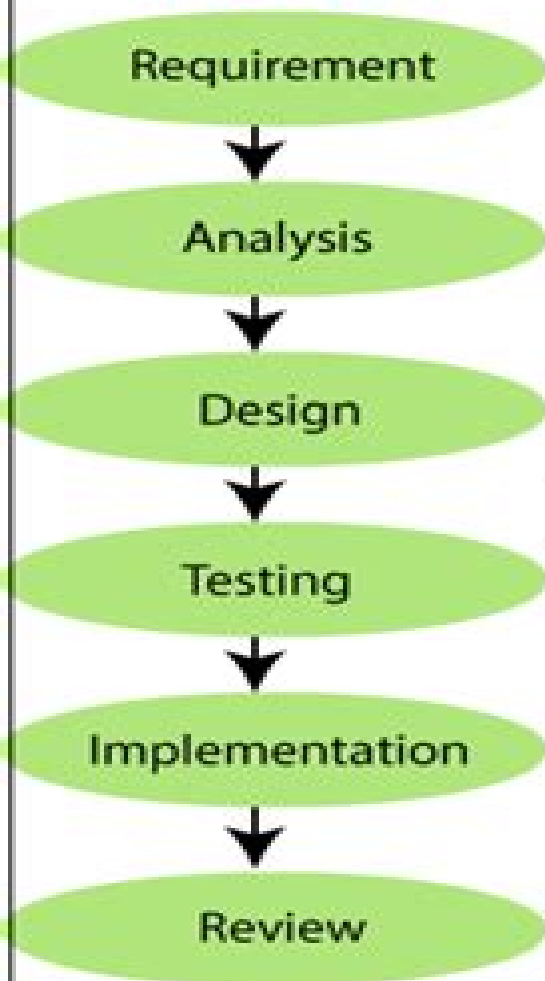 Requirement
Analysis
Design
Testing
Implementation
Review